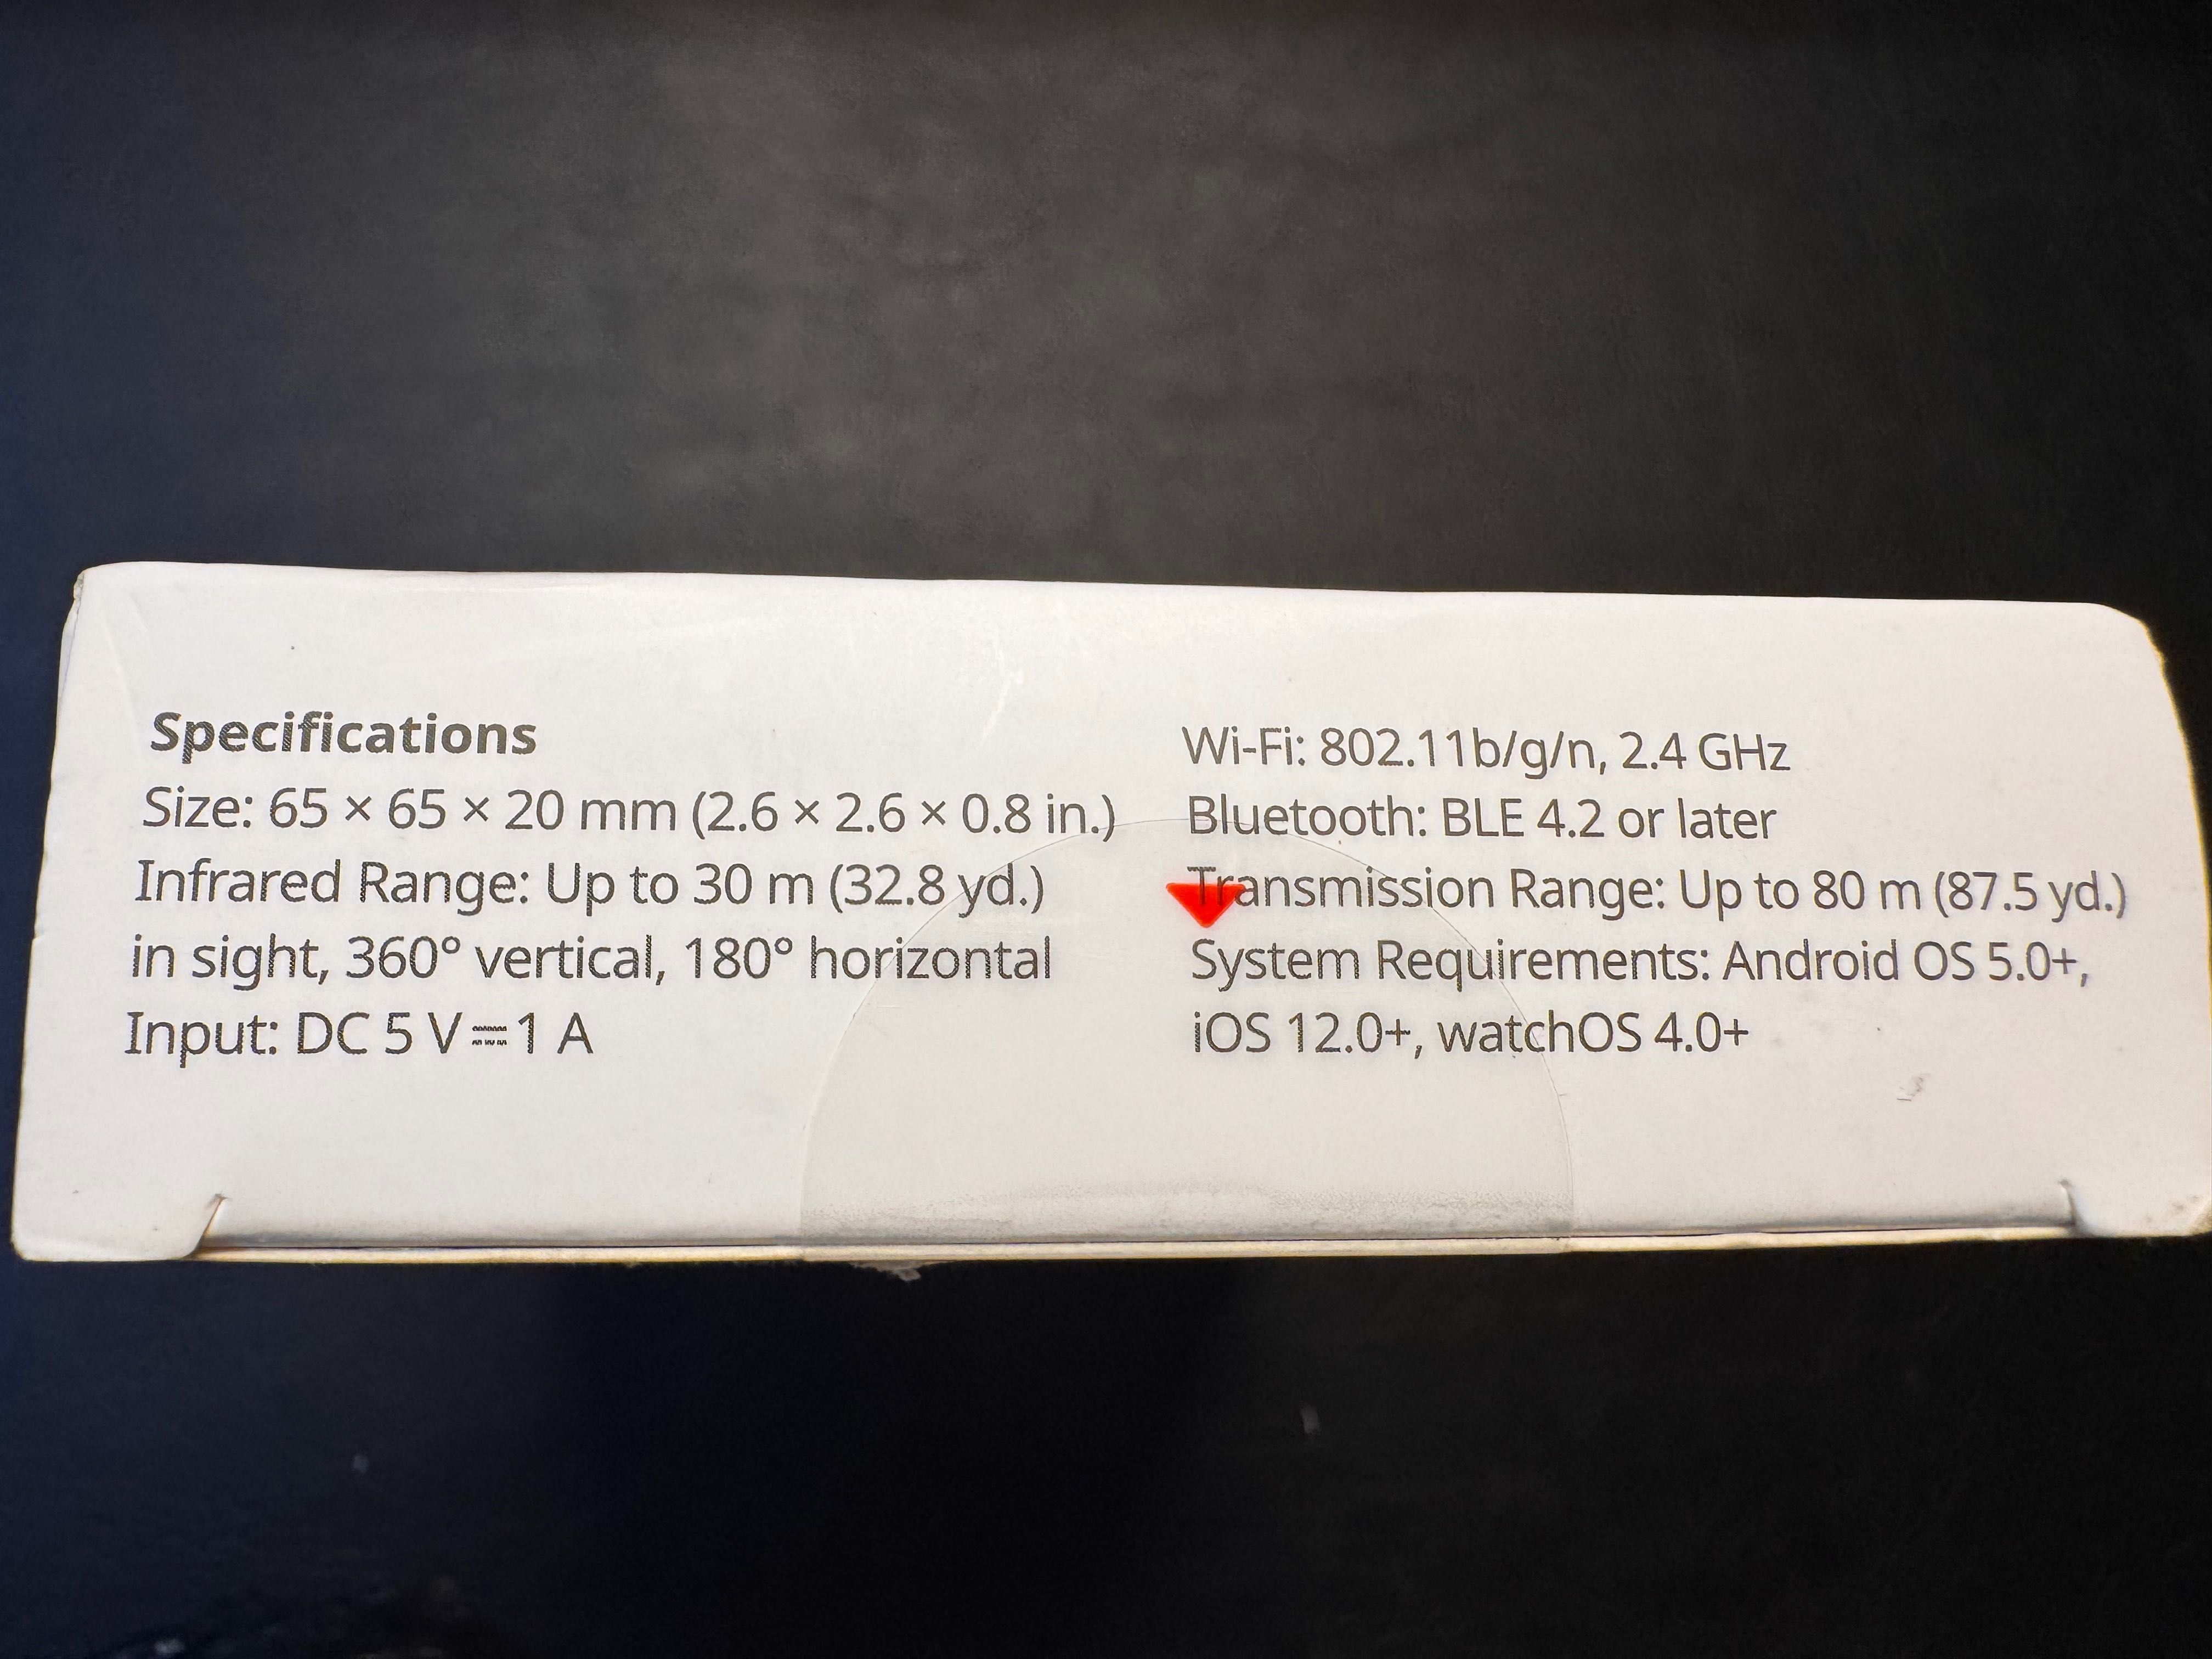 Specifications
Size: 65 × 65 × 20 mm (2.6 × 2.6 × 0.8 in.)
Infrared Range: Up to 30 m (32.8 yd.)
in sight, 360° vertical, 180° horizontal
Input: DC 5 V⎓1 A
Wi-Fi: 802.11b/g/n, 2.4 GHz
Bluetooth: BLE 4.2 or later
Transmission Range: Up to 80 m (87.5 yd.)
System Requirements: Android OS 5.0+,
iOS 12.0+, watchOS 4.0+